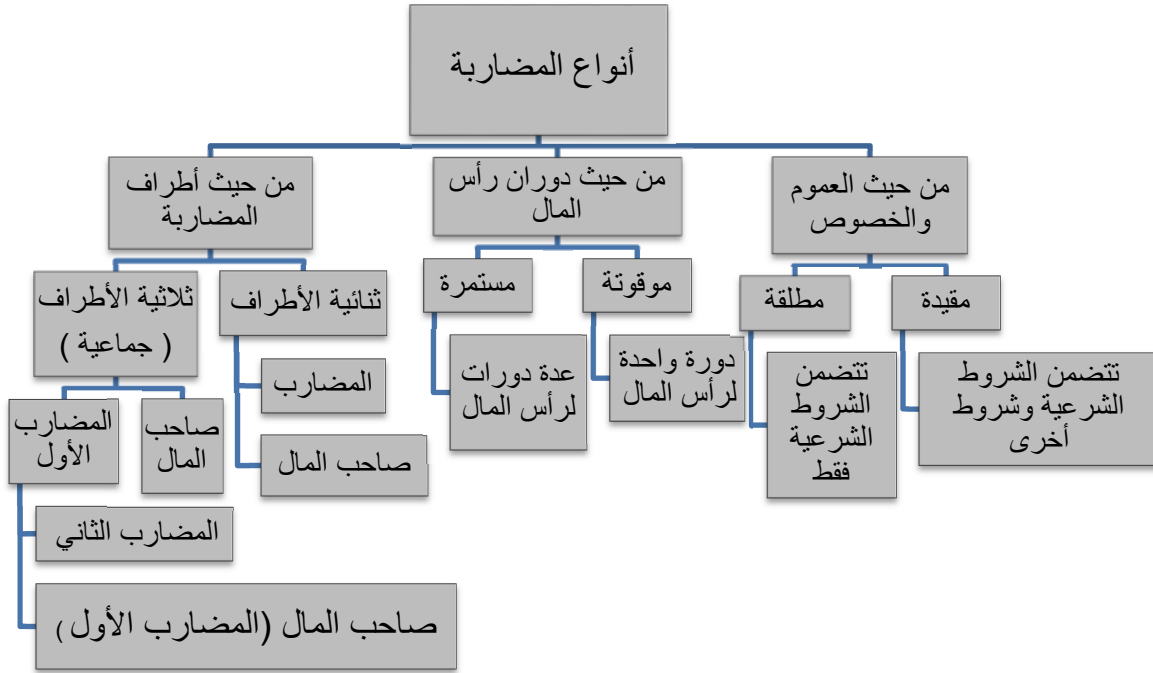 أنواع المضاربة
من حيث العموم
والخصوص
مقيدة
تتضمن الشروط
الشرعية وشروط
أخرى
مطلقة
تتضمن
الشروط
الشرعية
فقط
من حيث دوران رأس
المال
موقوتة
دورة واحدة
لرأس المال
مستمرة
عدة دورات
لرأس المال
من حيث أطراف
المضاربة
ثنائية الأطراف
المضارب
صاحب المال
ثلاثية الأطراف
( جماعية )
صاحب
المال
المضارب
الأول
المضارب الثاني
صاحب المال (المضارب الأول)